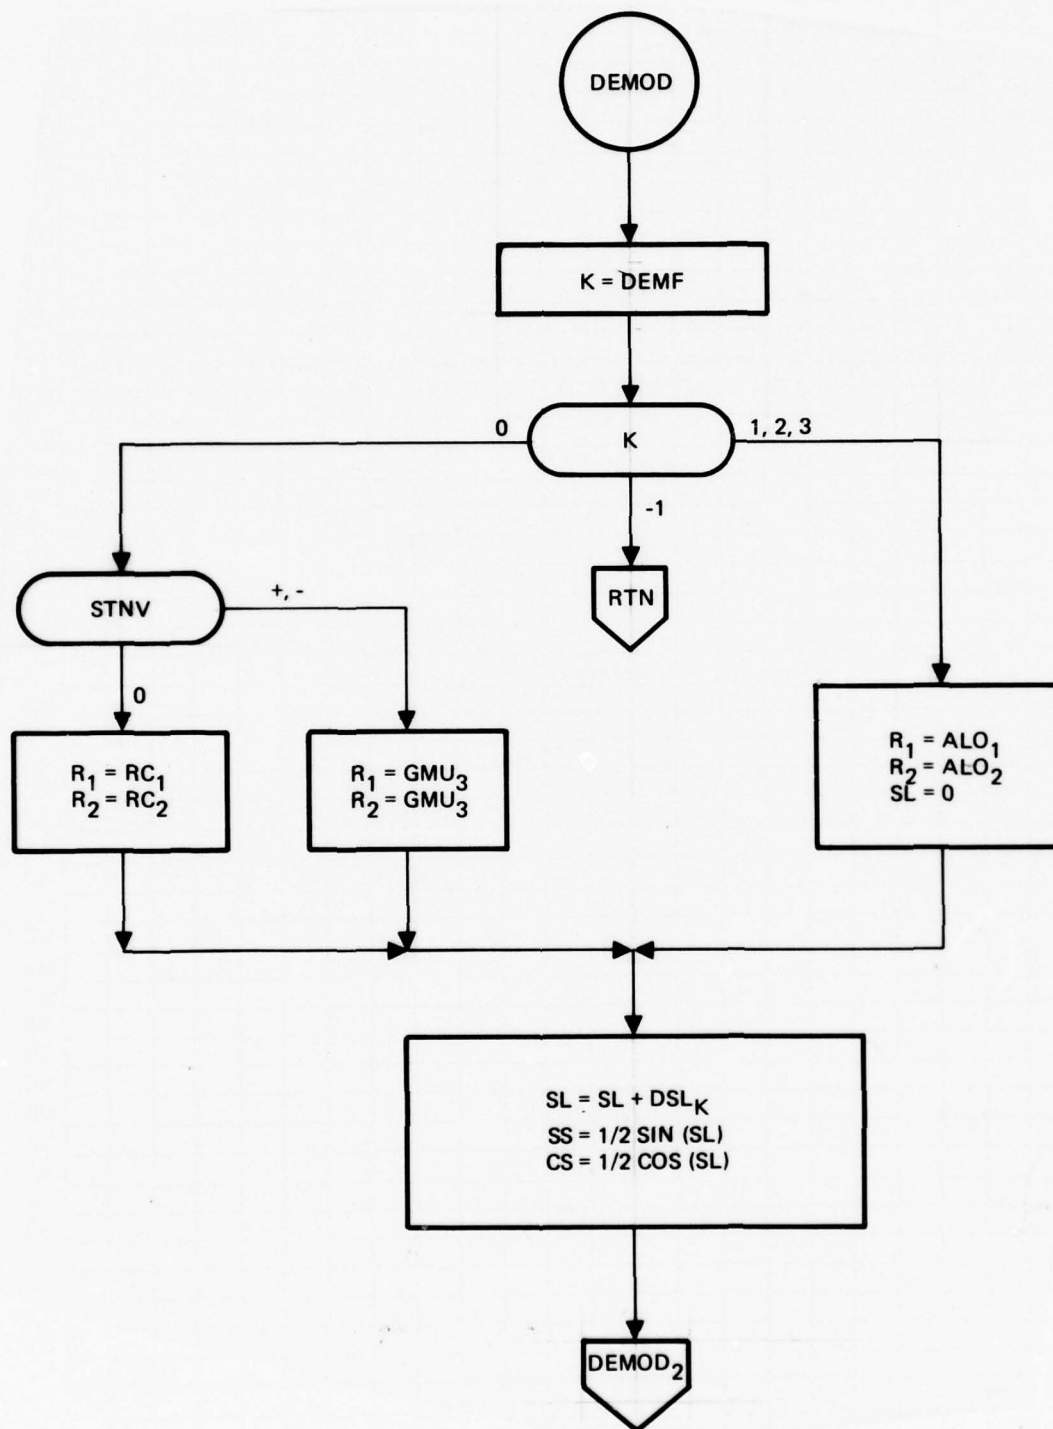 DEMOD
K = DEMF
0
K
1, 2, 3
-1
RTN
STNV
+, -
0
R₁ = RC₁
R₂ = RC₂
R₁ = GMU₃
R₂ = GMU₃
R₁ = ALO₁
R₂ = ALO₂
SL = 0
SL = SL + DSL_K
SS = 1/2 SIN (SL)
CS = 1/2 COS (SL)
DEMOD₂